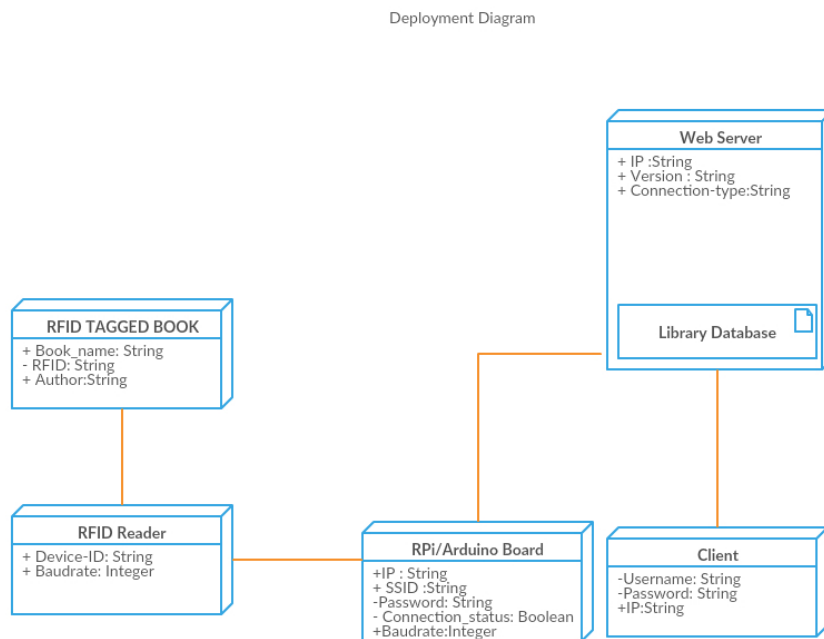 Deployment Diagram
Web Server
+ IP :String
+ Version : String
+ Connection-type:String
Library Database
RFID TAGGED BOOK
+ Book_name: String
- RFID: String
+ Author:String
RFID Reader
+ Device-ID: String
+ Baudrate: Integer
RPi/Arduino Board
+IP : String
+ SSID :String
-Password: String
- Connection_status: Boolean
+Baudrate:Integer
Client
-Username: String
-Password: String
+IP:String